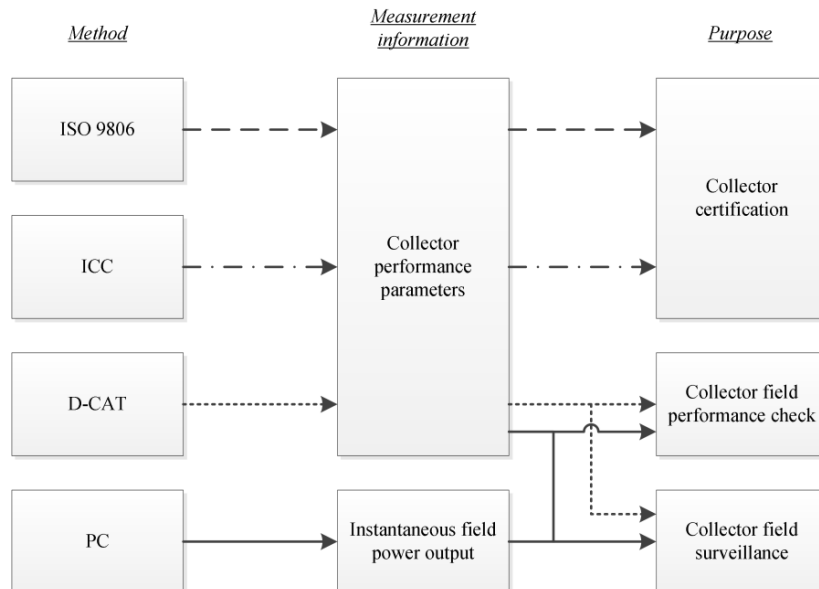 Method
Measurement
information
Purpose
ISO 9806
ICC
D-CAT
PC
Collector
performance
parameters
Instantaneous field
power output
Collector
certification
Collector field
performance check
Collector field
surveillance